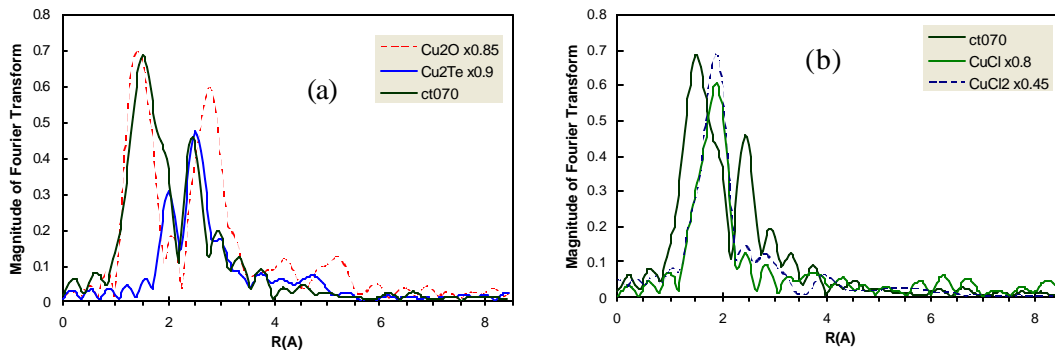 0.8
0.7
0.6
0.5
0.4
0.3
0.2
0.1
0
Magnitude of Fourier Transform
0 2 4 6 8
R(A)
(a)
Cu2O x0.85
Cu2Te x0.9
ct070
0.8
0.7
0.6
0.5
0.4
0.3
0.2
0.1
0
Magnitude of Fourier Transform
0 2 4 6 8
R(A)
(b)
ct070
CuCl x0.8
CuCl2 x0.45